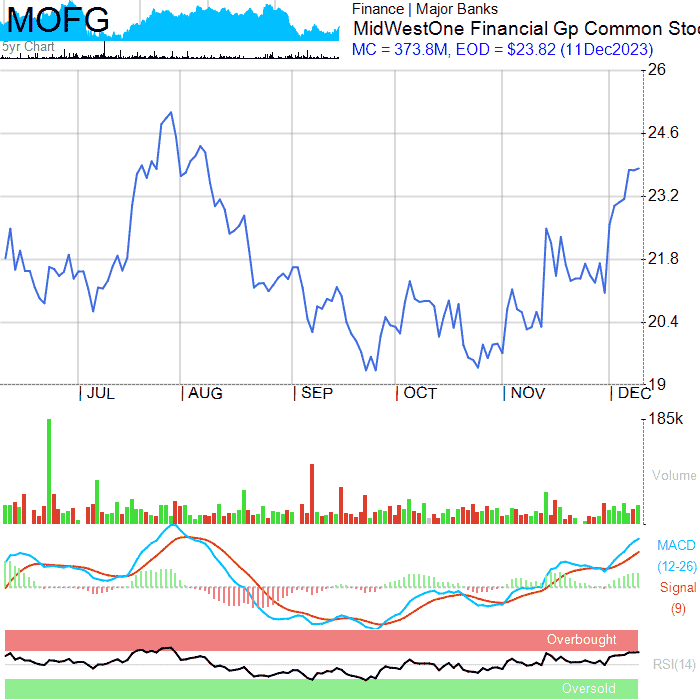 MOFG
5yr Chart
Finance | Major Banks
MidWestOne Financial Gp Common Stoc
MC = 373.8M, EOD = $23.82 (11Dec2023)
26
24.6
23.2
21.8
20.4
19
| JUL | AUG | SEP | OCT | NOV | DEC
185k
Volume
MACD
(12-26)
Signal
(9)
Overbought
RSI(14)
Oversold